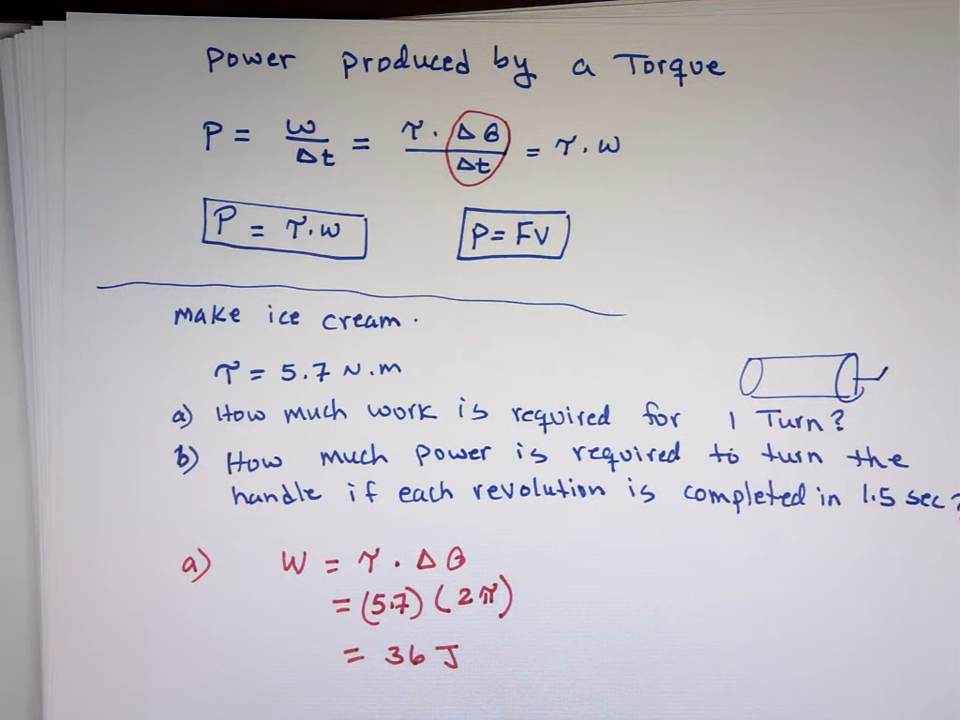 Power produced by a Torque
P = W/Δt = τ · Δθ/Δt = τ · ω
P = τ·ω
P = FV
make ice cream.
τ = 5.7 N.m
a) How much work is required for 1 Turn?
b) How much power is required to turn the
handle if each revolution is completed in 1.5 sec?
a) W = τ · Δθ
= (5.7) (2π)
= 36 J